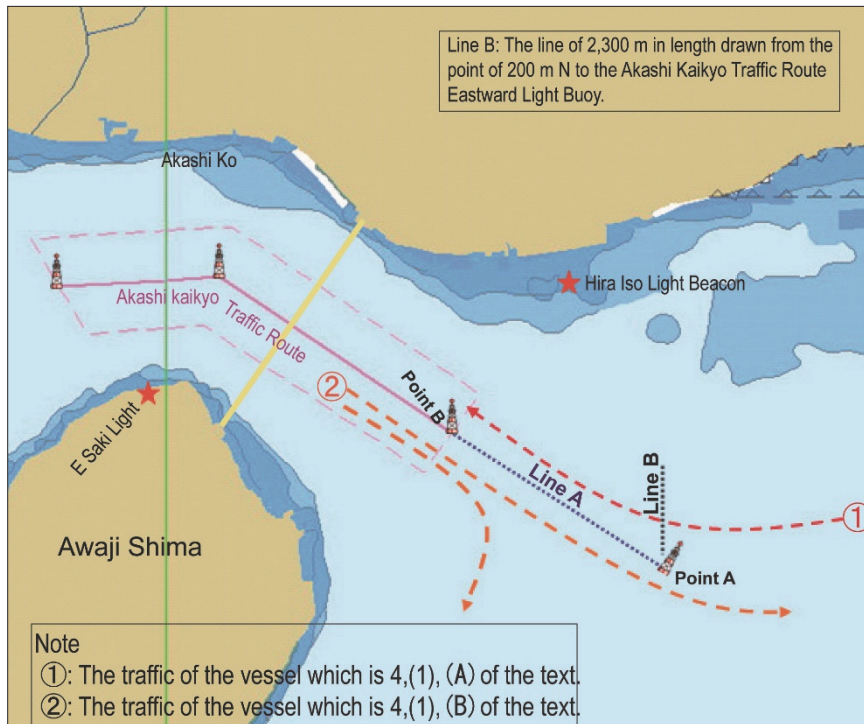 Line B: The line of 2,300 m in length drawn from the
point of 200 m N to the Akashi Kaikyo Traffic Route
Eastward Light Buoy.
Akashi Ko
Hira Iso Light Beacon
Akashi kaikyo
Traffic Route
E Saki Light
②
Point B
Line A
Line B
①
Point A
Awaji Shima
Note
①: The traffic of the vessel which is 4,(1), (A) of the text.
②: The traffic of the vessel which is 4,(1), (B) of the text.